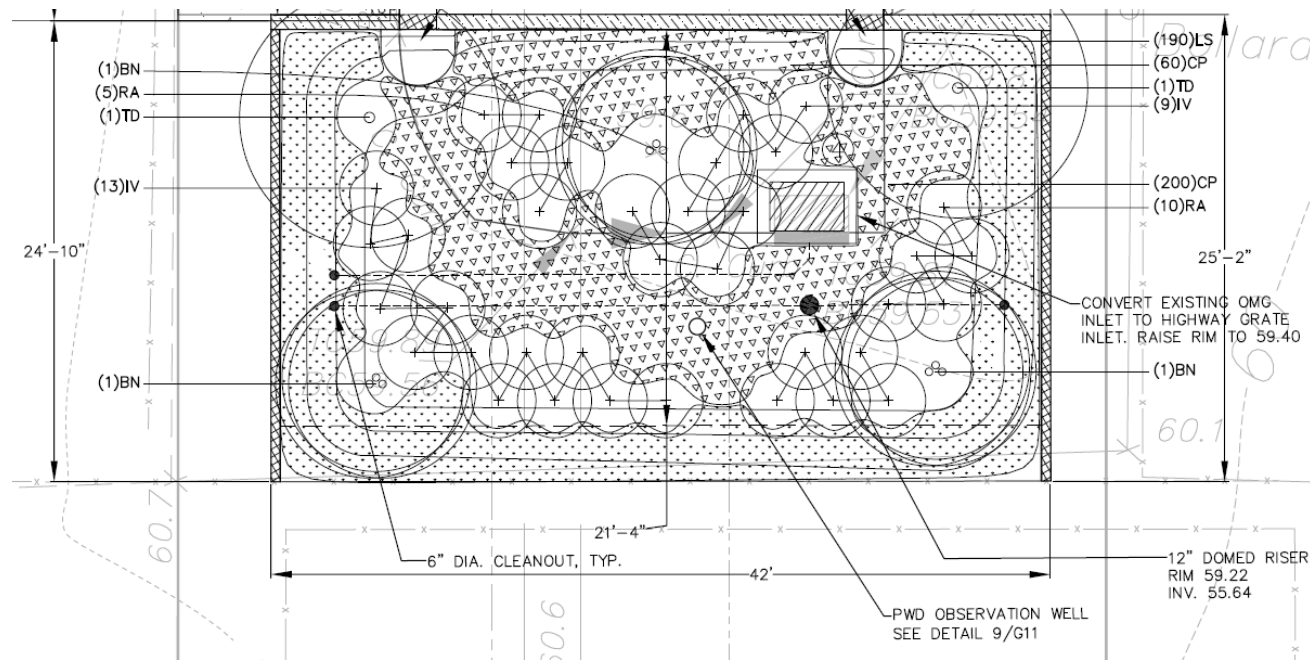 (190)LS
(60)CP
(1)TD
(9)IV
(200)CP
(10)RA
(1)BN
(5)RA
(1)TD
(13)IV
(1)BN
(1)BN
24'-10"
25'-2"
CONVERT EXISTING OMG
INLET TO HIGHWAY GRATE
INLET. RAISE RIM TO 59.40
60.1
60.7
60.6
21'-4"
6" DIA. CLEANOUT, TYP.
42'
12" DOMED RISER
RIM 59.22
INV. 55.64
PWD OBSERVATION WELL
SEE DETAIL 9/G11